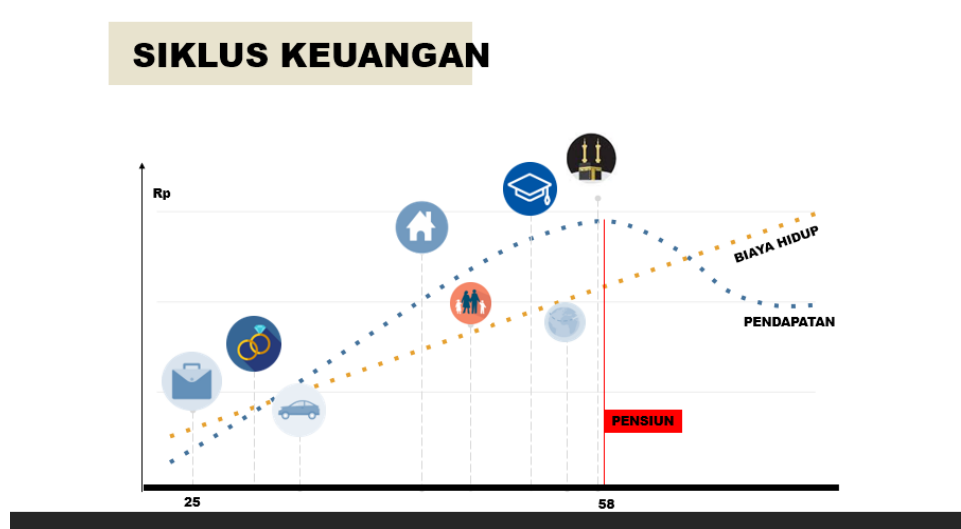 SIKLUS KEUANGAN
Rp
BIAYA HIDUP
PENDAPATAN
PENSIUN
25
58